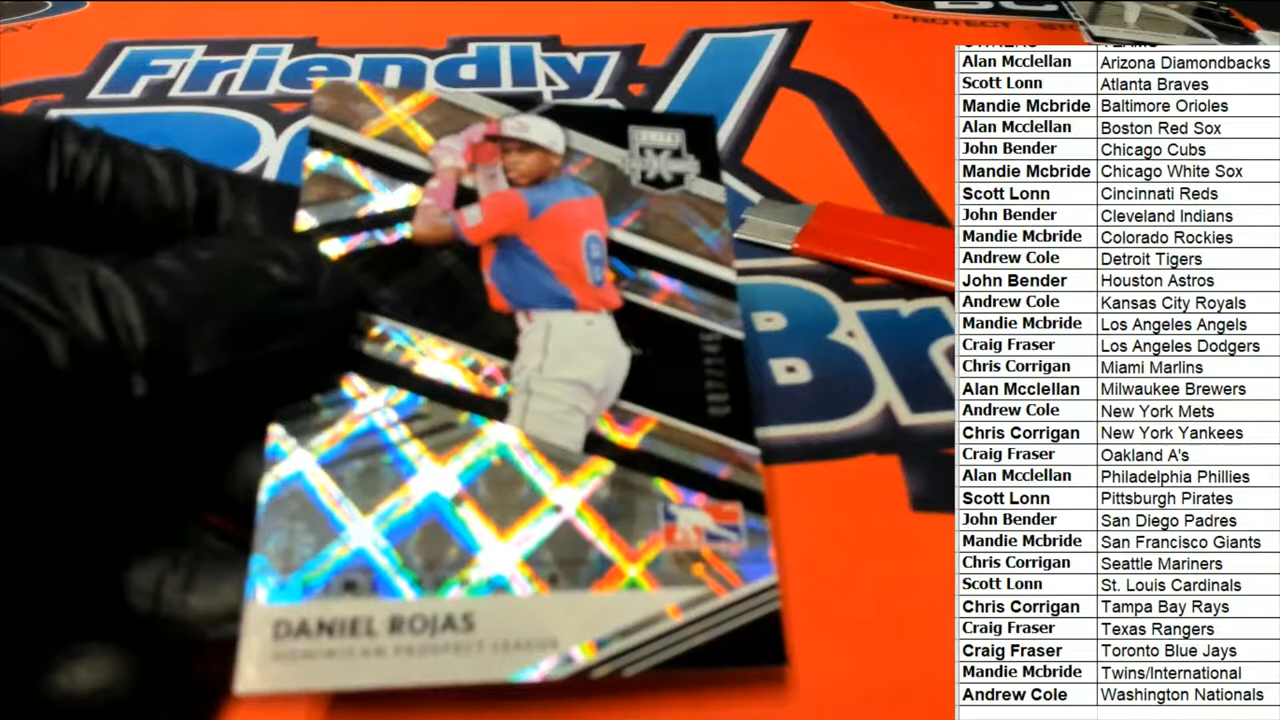 Friendly
Br
PROTECT
DANIEL ROJAS
DOMINICAN PROSPECT LEAGUE
6
OWNERS TEAMS
Alan Mcclellan Arizona Diamondbacks
Scott Lonn Atlanta Braves
Mandie Mcbride Baltimore Orioles
Alan Mcclellan Boston Red Sox
John Bender Chicago Cubs
Mandie Mcbride Chicago White Sox
Scott Lonn Cincinnati Reds
John Bender Cleveland Indians
Mandie Mcbride Colorado Rockies
Andrew Cole Detroit Tigers
John Bender Houston Astros
Andrew Cole Kansas City Royals
Mandie Mcbride Los Angeles Angels
Craig Fraser Los Angeles Dodgers
Chris Corrigan Miami Marlins
Alan Mcclellan Milwaukee Brewers
Andrew Cole New York Mets
Chris Corrigan New York Yankees
Craig Fraser Oakland A's
Alan Mcclellan Philadelphia Phillies
Scott Lonn Pittsburgh Pirates
John Bender San Diego Padres
Mandie Mcbride San Francisco Giants
Chris Corrigan Seattle Mariners
Scott Lonn St. Louis Cardinals
Chris Corrigan Tampa Bay Rays
Craig Fraser Texas Rangers
Craig Fraser Toronto Blue Jays
Mandie Mcbride Twins/International
Andrew Cole Washington Nationals